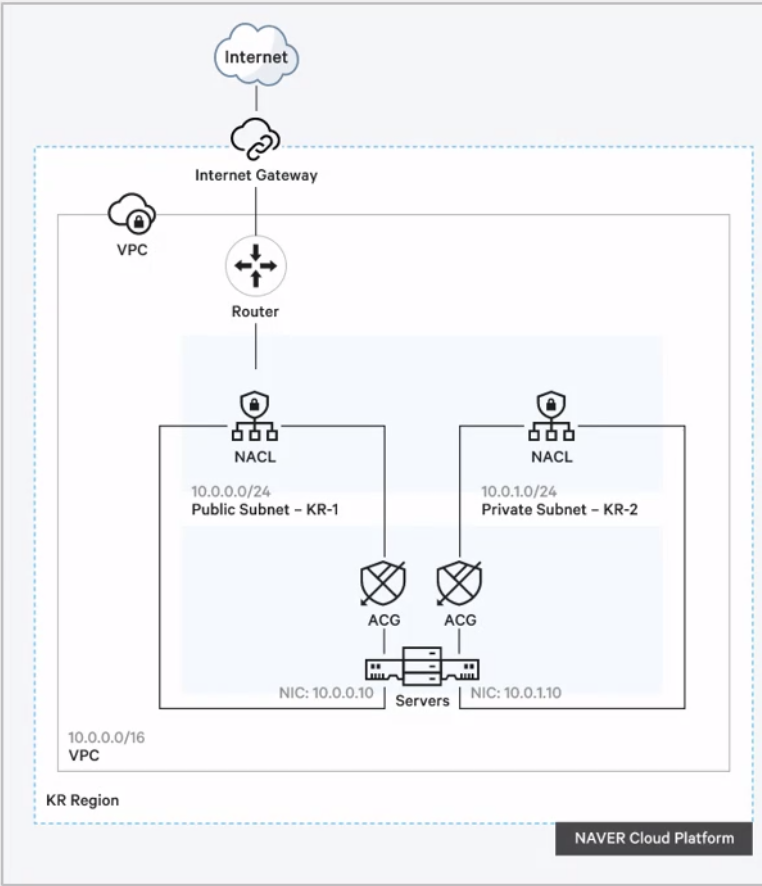 Internet
Internet Gateway
VPC
Router
NACL
NACL
10.0.0.0/24
Public Subnet – KR-1
10.0.1.0/24
Private Subnet – KR-2
ACG
ACG
NIC: 10.0.0.10
Servers
NIC: 10.0.1.10
10.0.0.0/16
VPC
KR Region
NAVER Cloud Platform